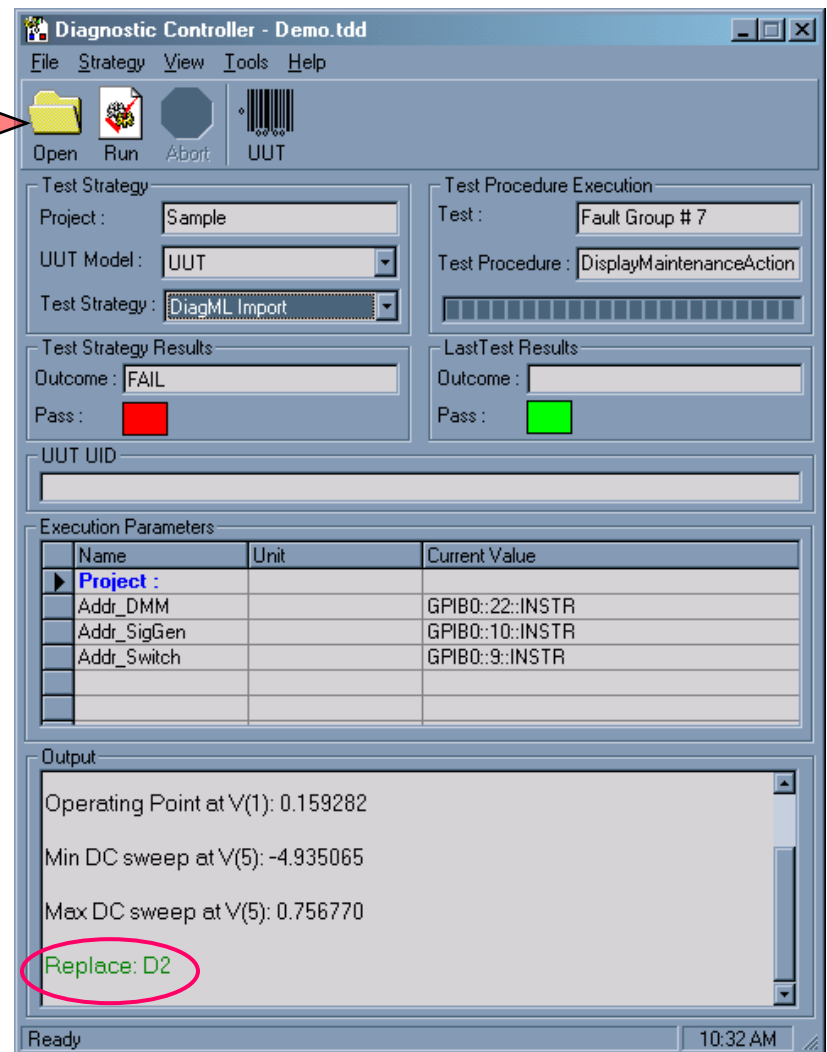 Diagnostic Controller - Demo.tdd
File Strategy View Tools Help
Open Run Abort UUT
Test Strategy
Project : Sample
UUT Model : UUT
Test Strategy : DiagML Import
Test Procedure Execution
Test : Fault Group # 7
Test Procedure : DisplayMaintenanceAction
Test Strategy Results
Outcome : FAIL
Pass :
LastTest Results
Outcome :
Pass :
UUT UID
Execution Parameters
Name Unit Current Value
Project :
Addr_DMM GPIB0::22::INSTR
Addr_SigGen GPIB0::10::INSTR
Addr_Switch GPIB0::9::INSTR
Output
Operating Point at V(1): 0.159282
Min DC sweep at V(5): -4.935065
Max DC sweep at V(5): 0.756770
Replace: D2
Ready 10:32 AM